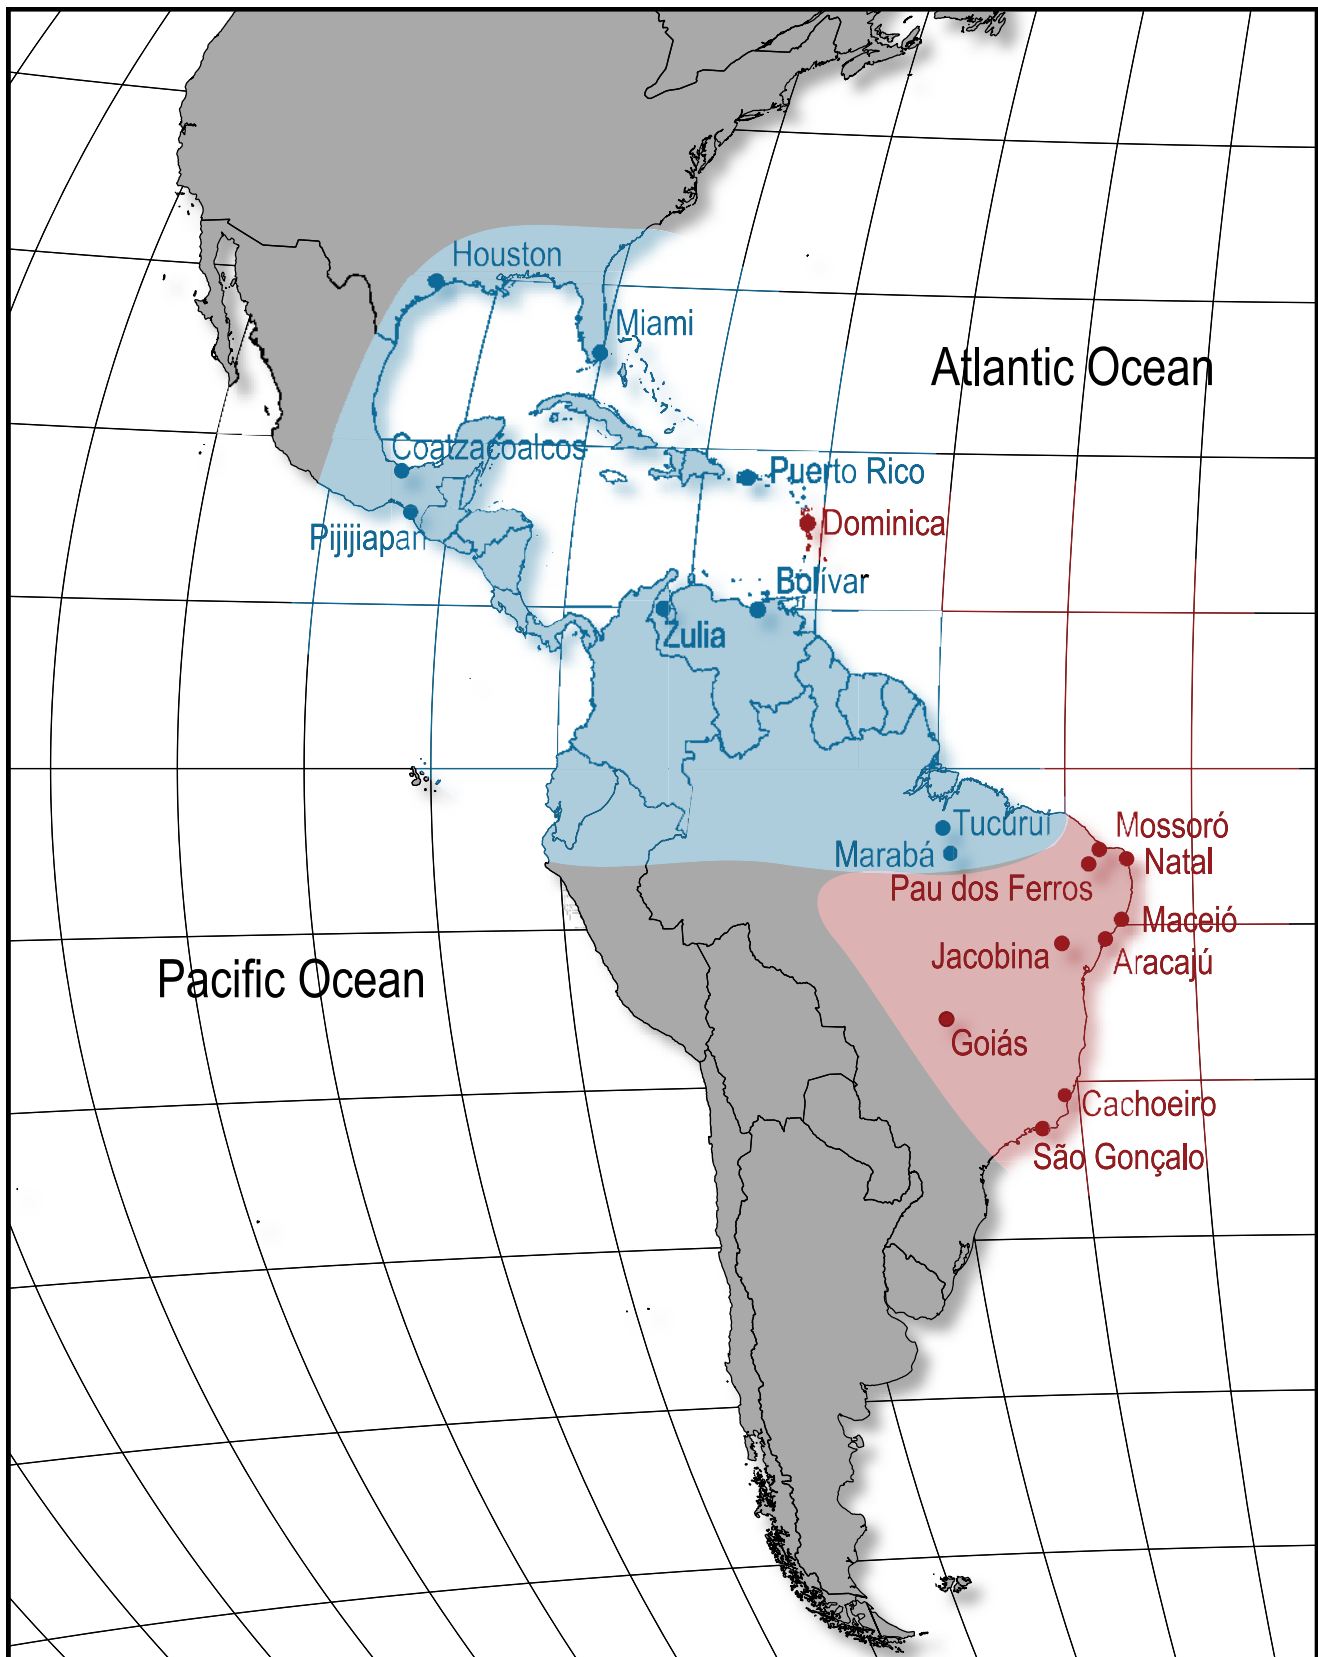 Houston
Miami
Atlantic Ocean
Coatzacoalcos
Puerto Rico
Dominica
Pijijiapan
Bolívar
Zulia
Tucuruí
Mossoró
Marabá
Natal
Pau dos Ferros
Maceió
Jacobina
Aracajú
Pacific Ocean
Goiás
Cachoeiro
São Gonçalo